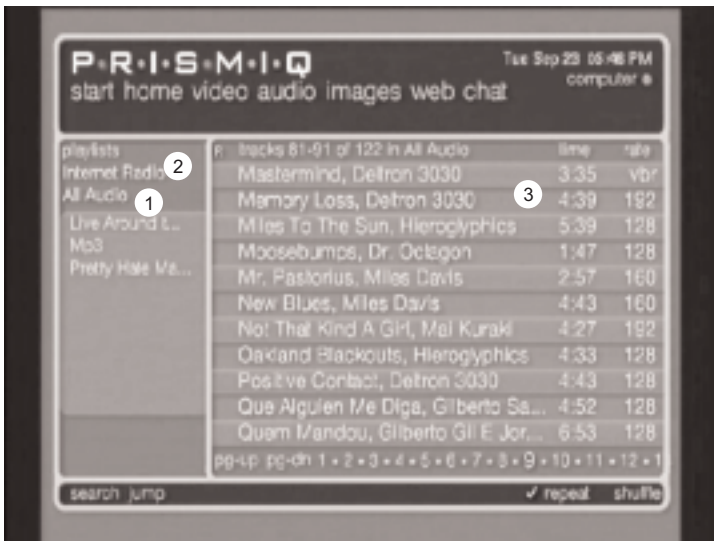 P·R·I·S·M·I·Q
Tue Sep 23 05:46 PM
computer
start home video audio images web chat
playlists
Internet Radio 2
All Audio 1
Live Around t...
Mp3
Pretty Hate Ma...
R tracks 81-91 of 122 in All Audio time rate
Mastermind, Deltron 3030 3:35 vbr
Memory Loss, Deltron 3030 3 4:39 192
Miles To The Sun, Hieroglyphics 5:39 128
Moosebumps, Dr. Octagon 1:47 128
Mr. Pastorius, Miles Davis 2:57 160
New Blues, Miles Davis 4:43 160
Not That Kind A Girl, Mai Kuraki 4:27 192
Oakland Blackouts, Hieroglyphics 4:33 128
Positive Contact, Deltron 3030 4:43 128
Que Alguien Me Diga, Gilberto Sa... 4:52 128
Quem Mandou, Gilberto Gil E Jor... 6:53 128
pg-up pg-dn 1 • 2 • 3 • 4 • 5 • 6 • 7 • 8 • 9 • 10 • 11 • 12 • 1
search jump ✓ repeat shuffle